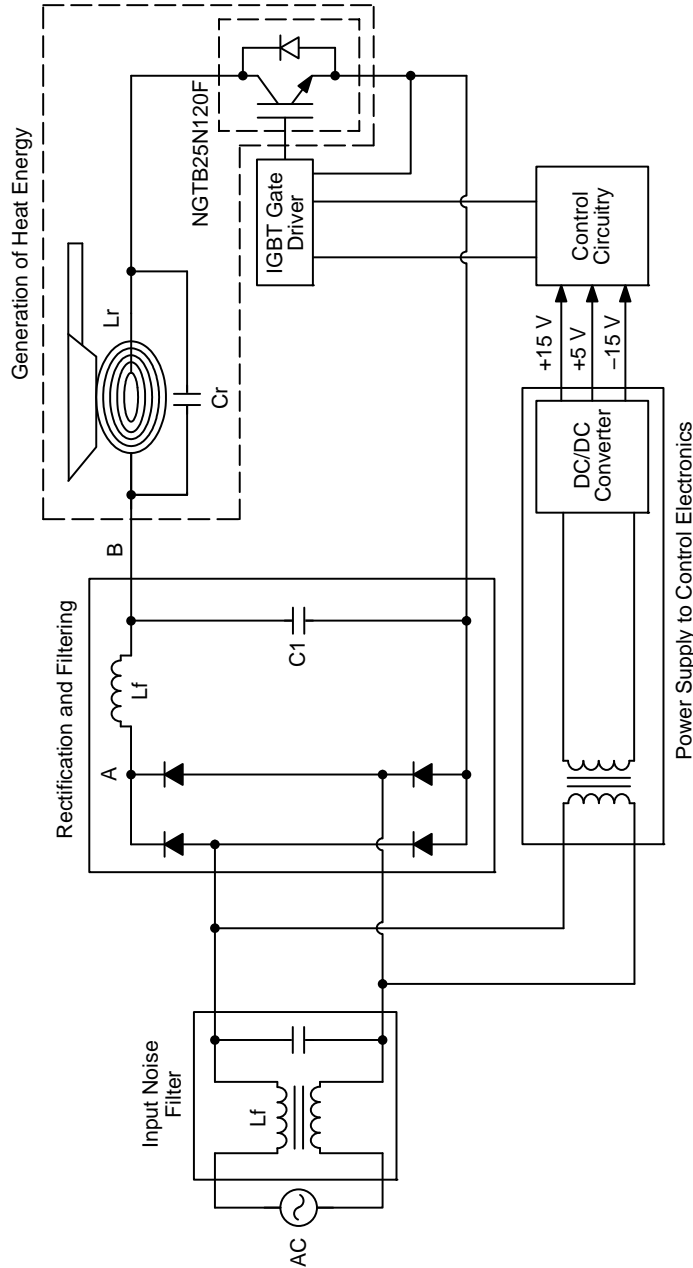 Generation of Heat Energy
Rectification and Filtering
Input Noise
Filter
NGTB25N120F
Lr
Cr
B
A
Lf
Lf
C1
AC
IGBT Gate
Driver
Control
Circuitry
+15 V
+5 V
−15 V
DC/DC
Converter
Power Supply to Control Electronics